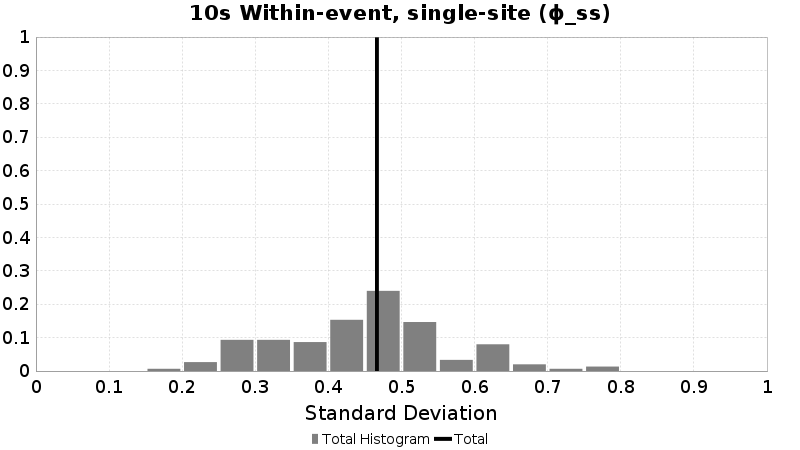 10s Within-event, single-site (ϕ_ss)
1
0.9
0.8
0.7
0.6
0.5
0.4
0.3
0.2
0.1
0
0 0.1 0.2 0.3 0.4 0.5 0.6 0.7 0.8 0.9 1
Standard Deviation
Total Histogram Total